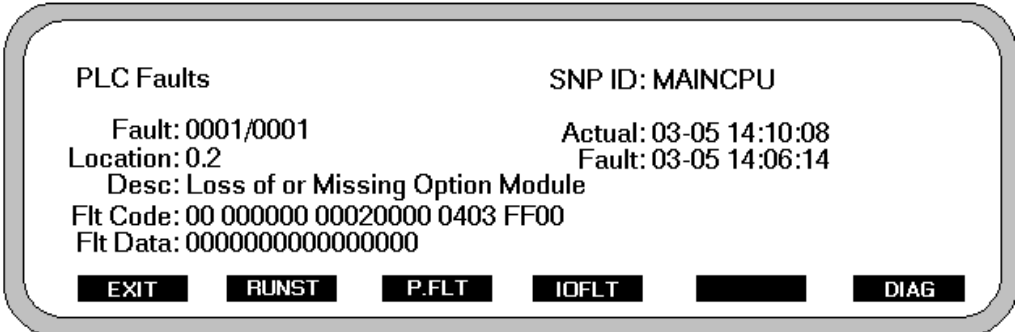 PLC Faults SNP ID: MAINCPU
Fault: 0001/0001 Actual: 03-05 14:10:08
Location: 0.2 Fault: 03-05 14:06:14
Desc: Loss of or Missing Option Module
Flt Code: 00 000000 00020000 0403 FF00
Flt Data: 0000000000000000
EXIT RUNST P.FLT IOFLT DIAG